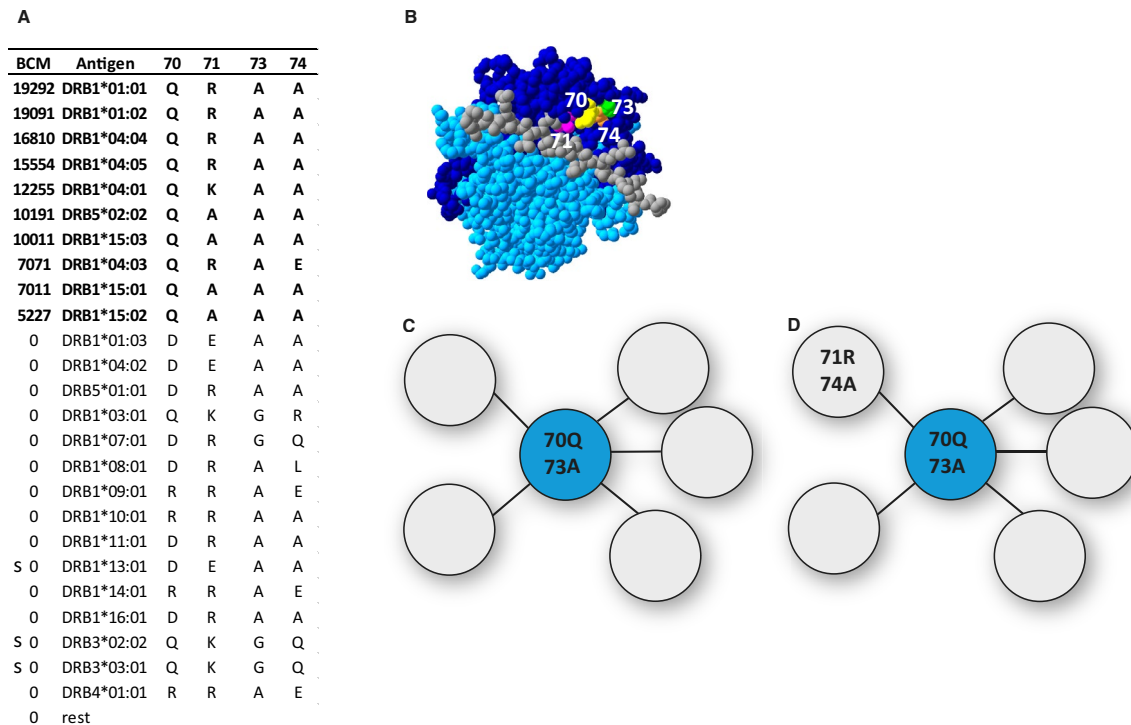 A
BCM Antigen 70 71 73 74
19292 DRB1*01:01 Q R A A
19091 DRB1*01:02 Q R A A
16810 DRB1*04:04 Q R A A
15554 DRB1*04:05 Q R A A
12255 DRB1*04:01 Q K A A
10191 DRB5*02:02 Q A A A
10011 DRB1*15:03 Q A A A
7071 DRB1*04:03 Q R A E
7011 DRB1*15:01 Q A A A
5227 DRB1*15:02 Q A A A
0 DRB1*01:03 D E A A
0 DRB1*04:02 D E A A
0 DRB5*01:01 D R A A
0 DRB1*03:01 Q K G R
0 DRB1*07:01 D R G Q
0 DRB1*08:01 D R A L
0 DRB1*09:01 R R A E
0 DRB1*10:01 R R A A
0 DRB1*11:01 D R A A
S 0 DRB1*13:01 D E A A
0 DRB1*14:01 R R A E
0 DRB1*16:01 D R A A
S 0 DRB3*02:02 Q K G Q
S 0 DRB3*03:01 Q K G Q
0 DRB4*01:01 R R A E
0 rest
B
70 73
71 74
C
70Q
73A
D
71R
74A
70Q
73A